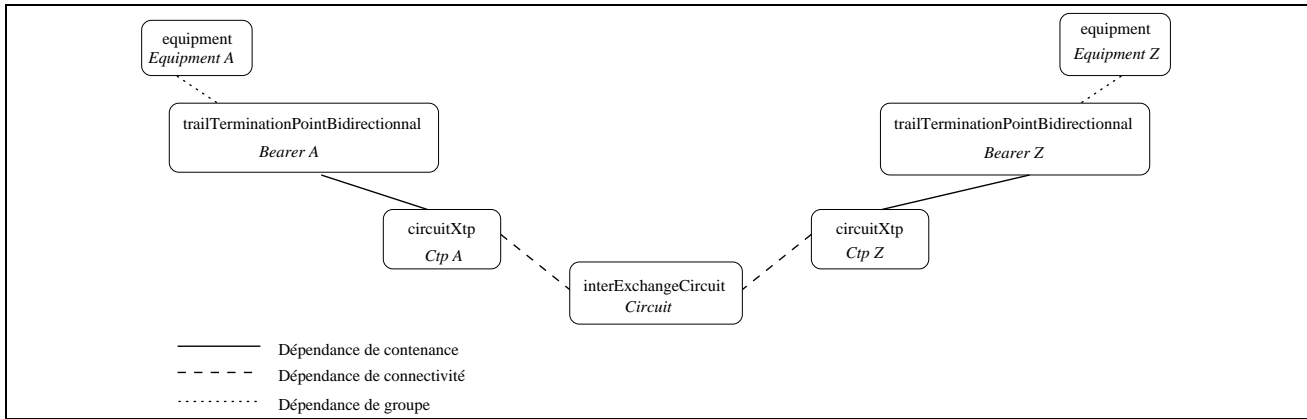 equipment
Equipment A
equipment
Equipment Z
trailTerminationPointBidirectionnal
Bearer A
trailTerminationPointBidirectionnal
Bearer Z
circuitXtp
Ctp A
circuitXtp
Ctp Z
interExchangeCircuit
Circuit
Dépendance de contenance
Dépendance de connectivité
Dépendance de groupe